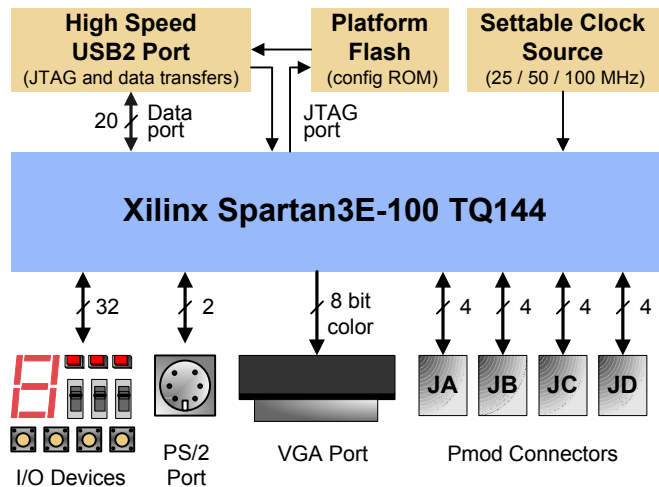 High Speed
USB2 Port
(JTAG and data transfers)
Platform
Flash
(config ROM)
Settable Clock
Source
(25 / 50 / 100 MHz)
20
Data
port
JTAG
port
Xilinx Spartan3E-100 TQ144
32
2
8 bit
color
4
4
4
4
JA
JB
JC
JD
I/O Devices
PS/2
Port
VGA Port
Pmod Connectors